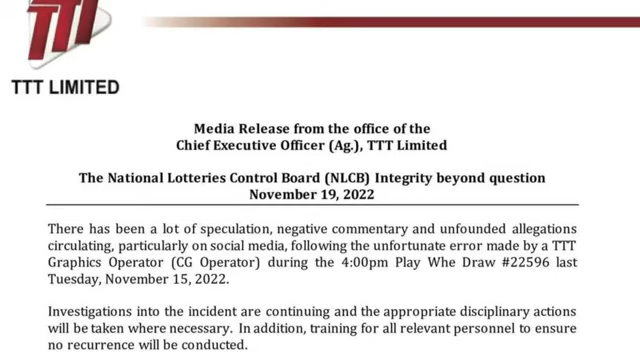 TTT
TTT LIMITED
Media Release from the office of the
Chief Executive Officer (Ag.), TTT Limited
The National Lotteries Control Board (NLCB) Integrity beyond question
November 19, 2022
There has been a lot of speculation, negative commentary and unfounded allegations
circulating, particularly on social media, following the unfortunate error made by a TTT
Graphics Operator (CG Operator) during the 4:00pm Play Whe Draw #22596 last
Tuesday, November 15, 2022.
Investigations into the incident are continuing and the appropriate disciplinary actions
will be taken where necessary. In addition, training for all relevant personnel to ensure
no recurrence will be conducted.